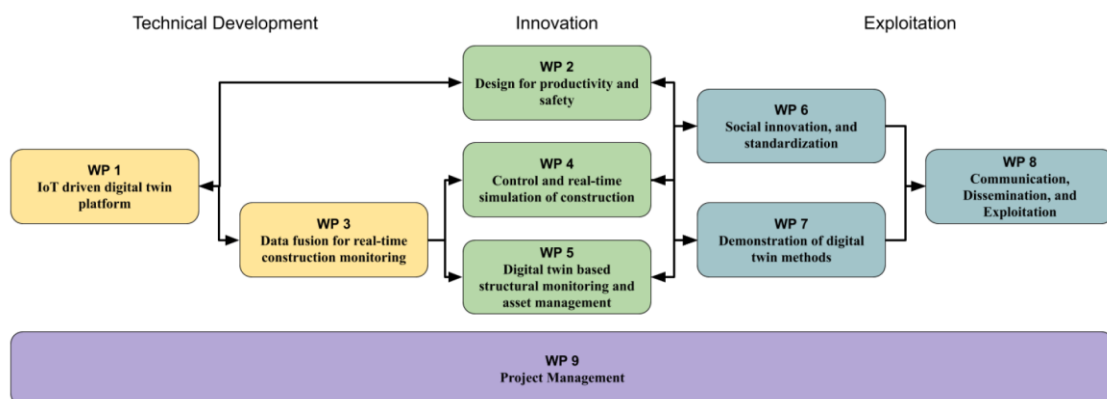 Technical Development
Innovation
Exploitation
WP 2
Design for productivity and
safety
WP 6
Social innovation, and
standardization
WP 1
IoT driven digital twin
platform
WP 4
Control and real-time
simulation of construction
WP 8
Communication,
Dissemination, and
Exploitation
WP 3
Data fusion for real-time
construction monitoring
WP 7
Demonstration of digital
twin methods
WP 5
Digital twin based
structural monitoring and
asset management
WP 9
Project Management